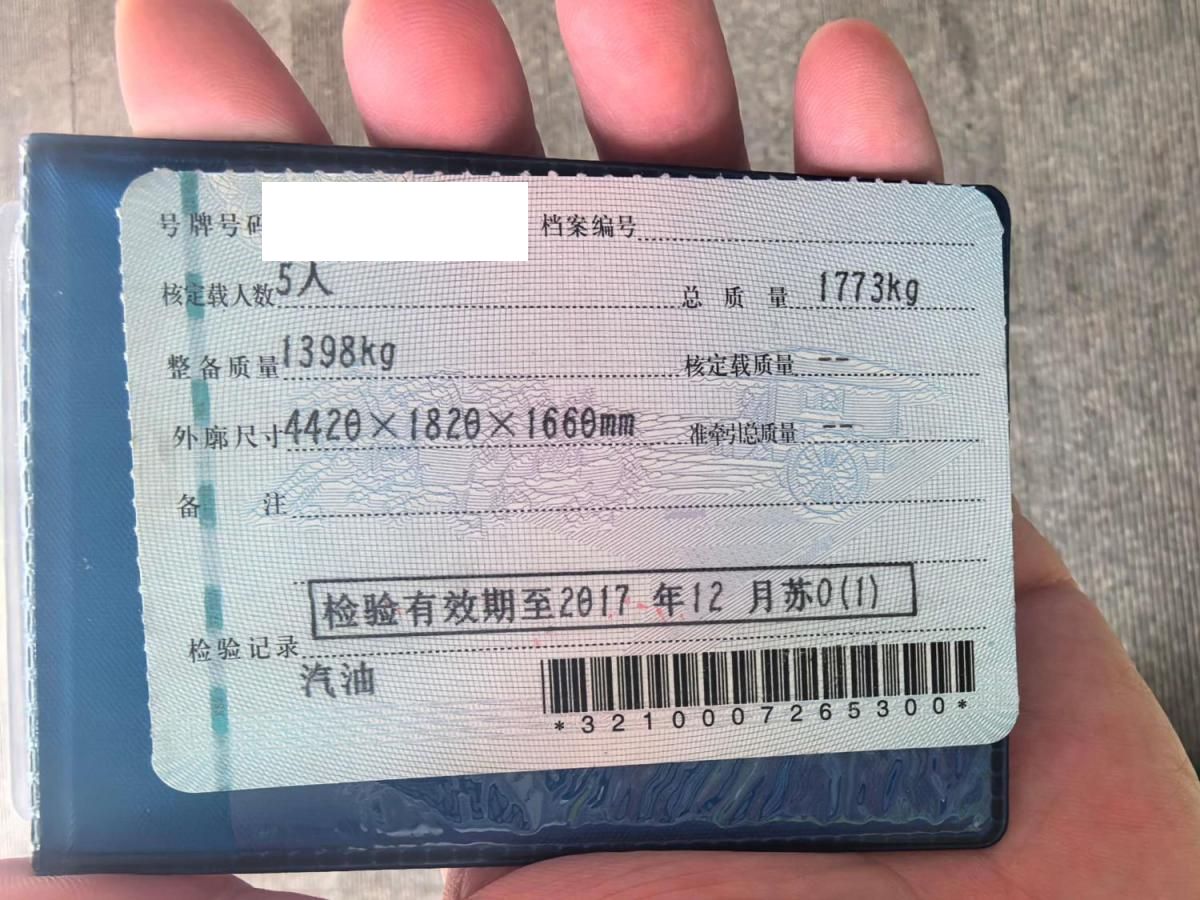 号牌号码 档案编号
核定载人数 5人 总质量 1773kg
整备质量 1398kg 核定载质量 --
外廓尺寸 4420×1820×1660mm 准牵引总质量 --
备注
检验有效期至2017年12月苏O(1)
检验记录
汽油
*3210007265300*